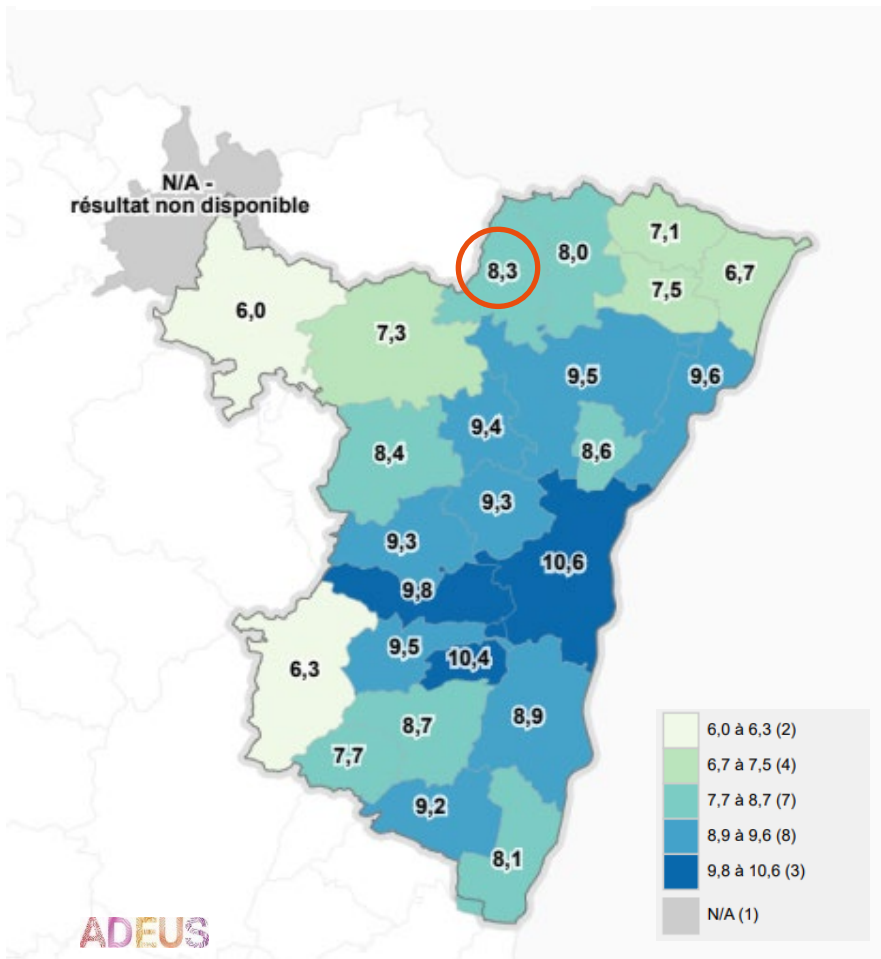 N/A -
résultat non disponible
7,1
8,0
8,3
6,7
7,5
6,0
7,3
9,5
9,6
9,4
8,4
8,6
9,3
9,3
10,6
9,8
9,5
10,4
6,3
8,9
8,7
7,7
9,2
8,1
6,0 à 6,3 (2)
6,7 à 7,5 (4)
7,7 à 8,7 (7)
8,9 à 9,6 (8)
9,8 à 10,6 (3)
N/A (1)
ADEUS